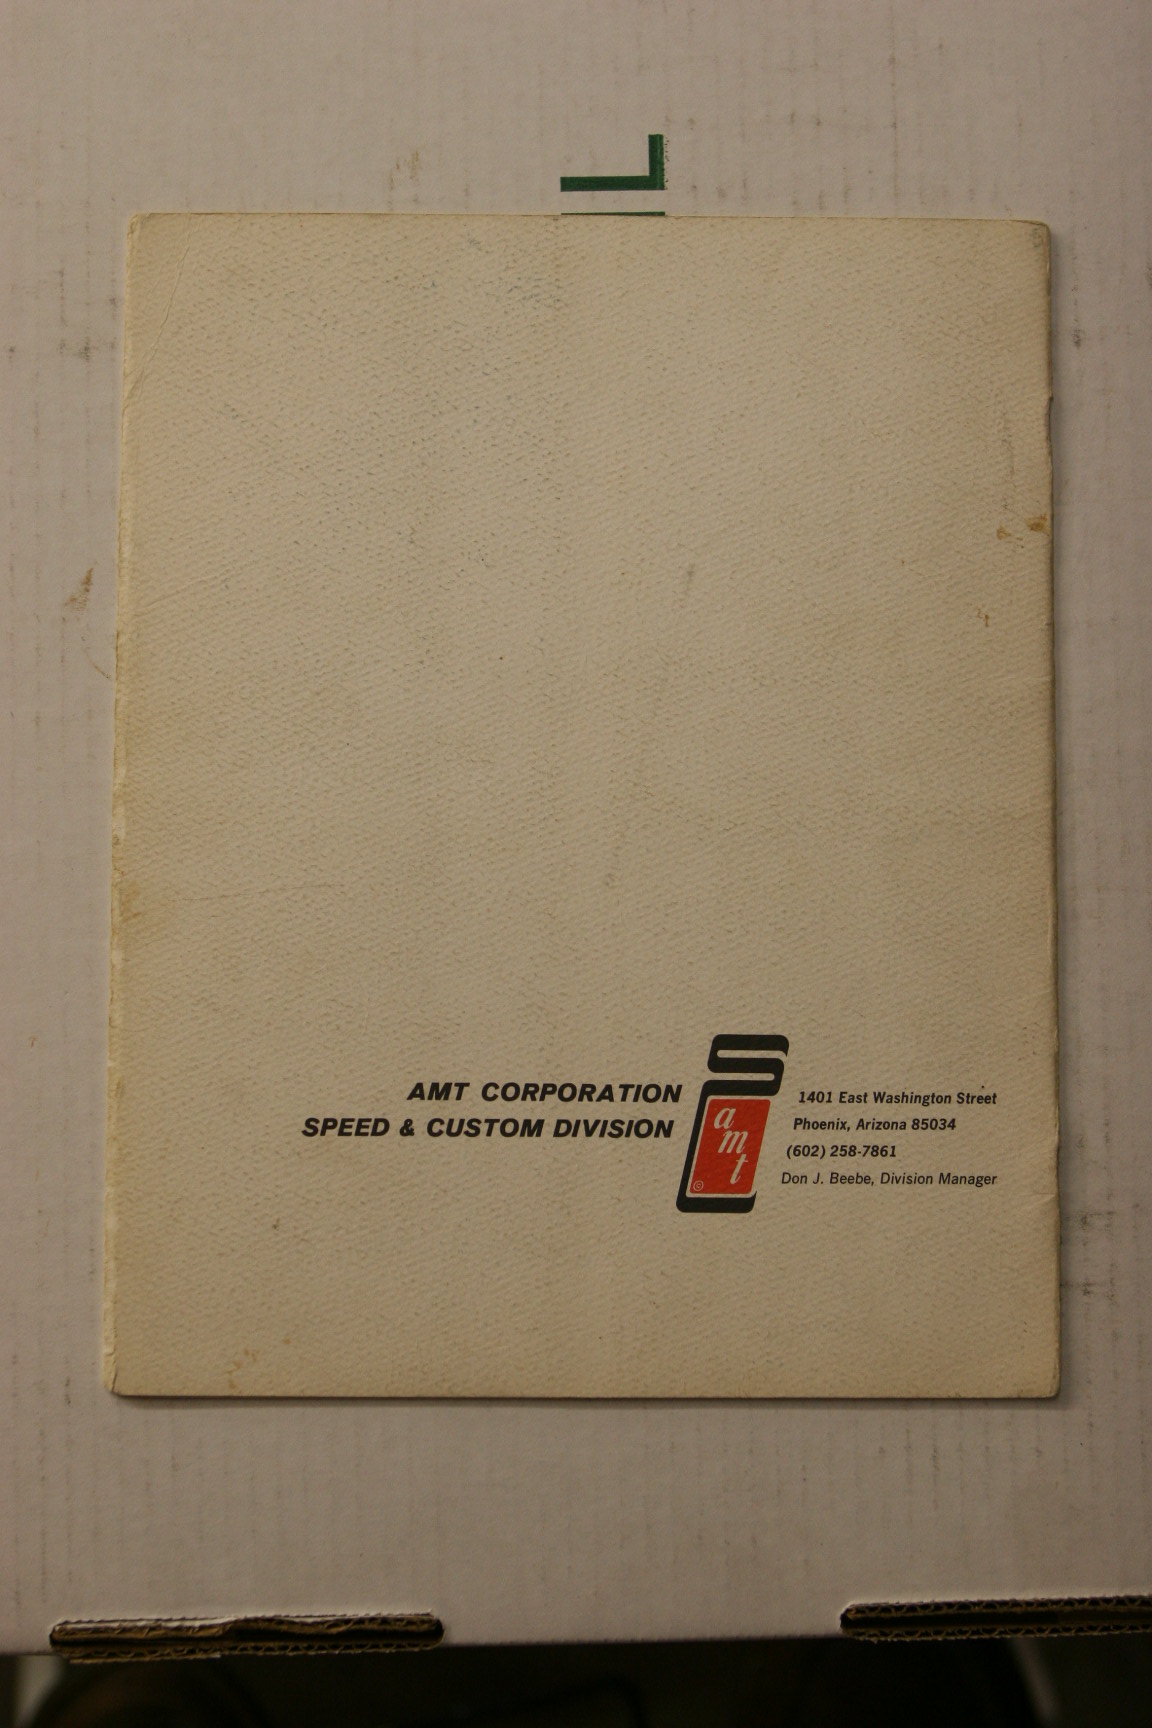 AMT CORPORATION
SPEED & CUSTOM DIVISION
amt
©
1401 East Washington Street
Phoenix, Arizona 85034
(602) 258-7861
Don J. Beebe, Division Manager